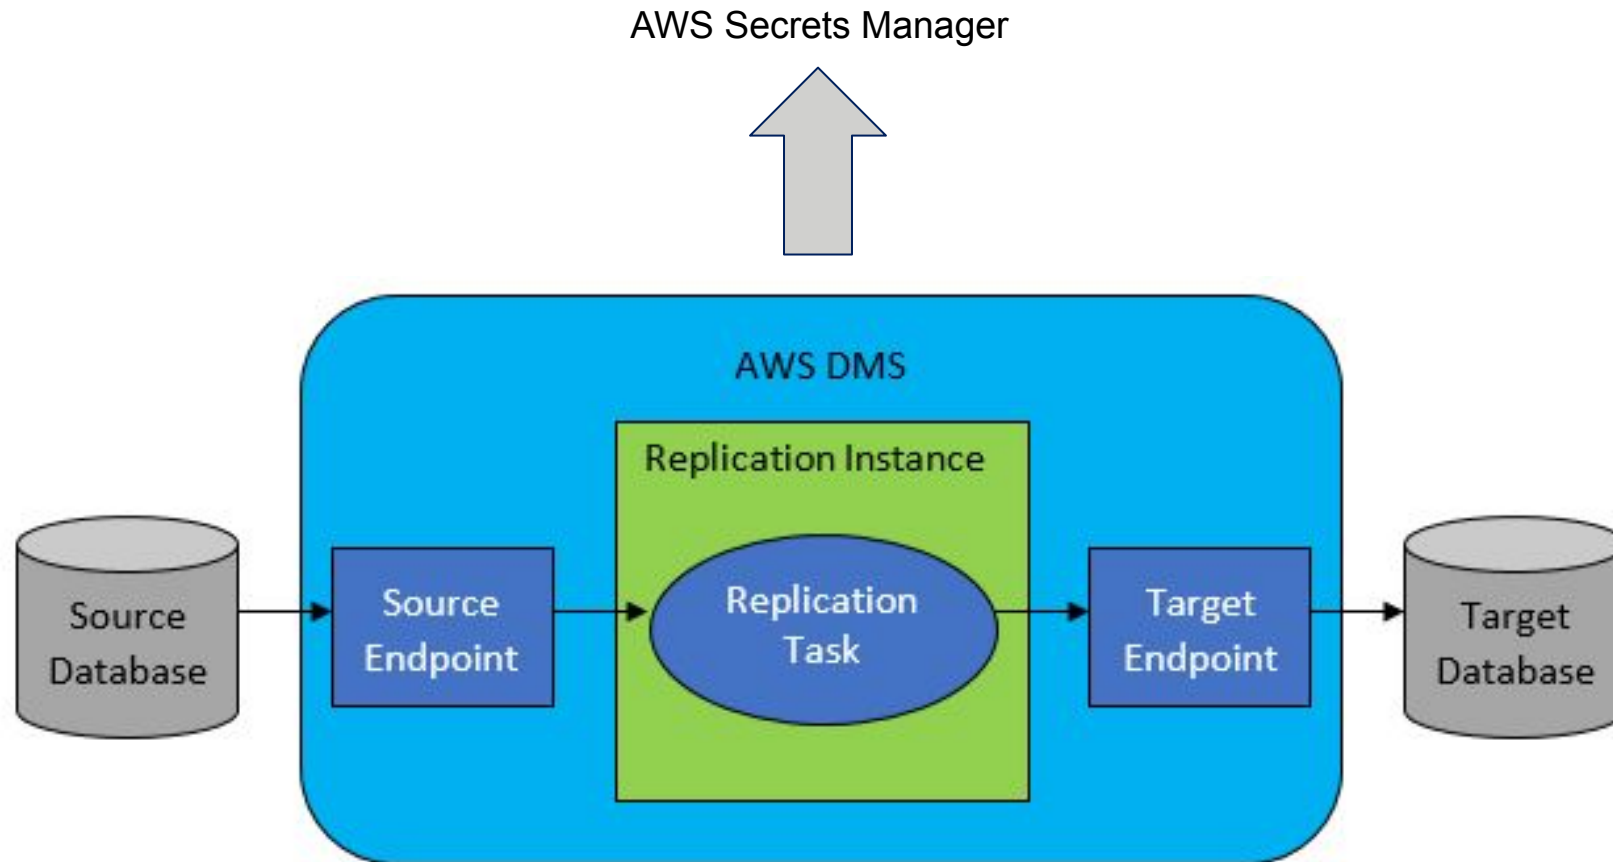 AWS Secrets Manager
AWS DMS
Replication Instance
Source
Database
Source
Endpoint
Replication
Task
Target
Endpoint
Target
Database